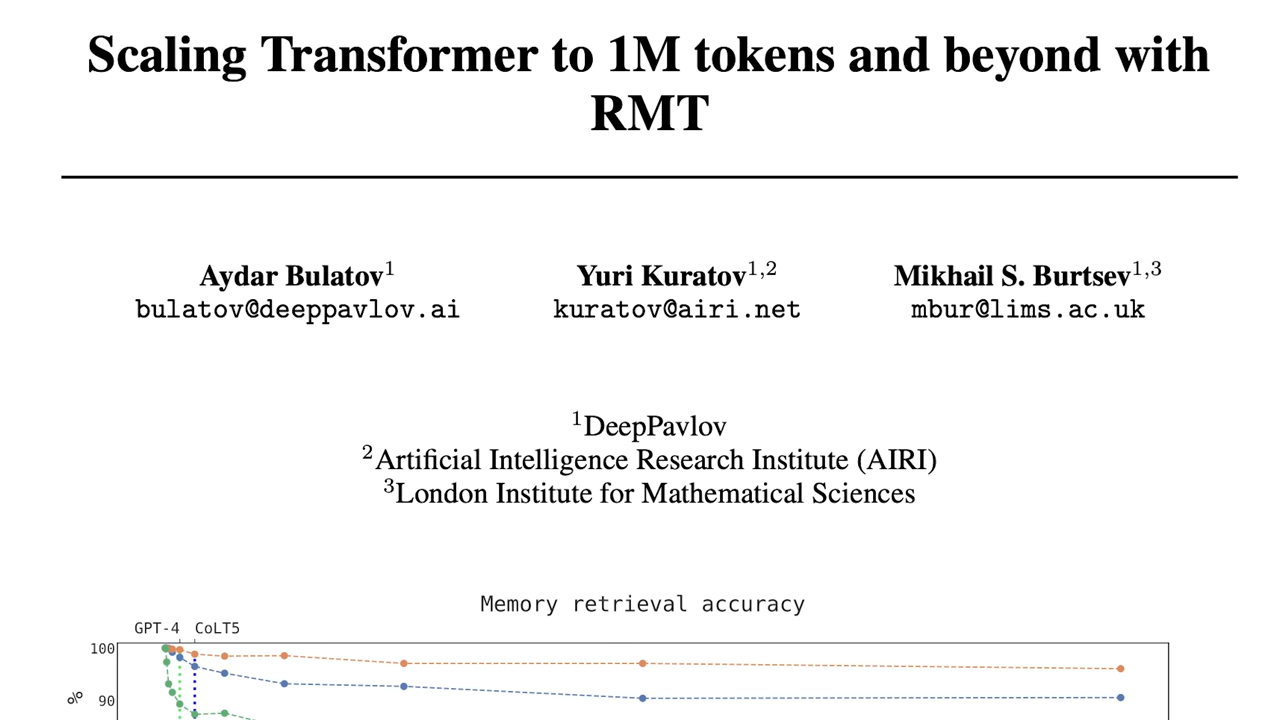 Scaling Transformer to 1M tokens and beyond with
RMT
Aydar Bulatov¹ Yuri Kuratov¹,² Mikhail S. Burtsev¹,³
bulatov@deeppavlov.ai kuratov@airi.net mbur@lims.ac.uk
¹DeepPavlov
²Artificial Intelligence Research Institute (AIRI)
³London Institute for Mathematical Sciences
Memory retrieval accuracy
GPT-4 CoLT5
100
% 90